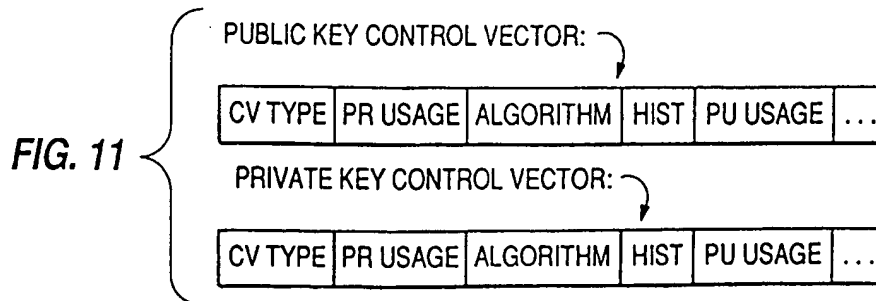 PUBLIC KEY CONTROL VECTOR:
CV TYPE PR USAGE ALGORITHM HIST PU USAGE ...
FIG. 11
PRIVATE KEY CONTROL VECTOR:
CV TYPE PR USAGE ALGORITHM HIST PU USAGE ...